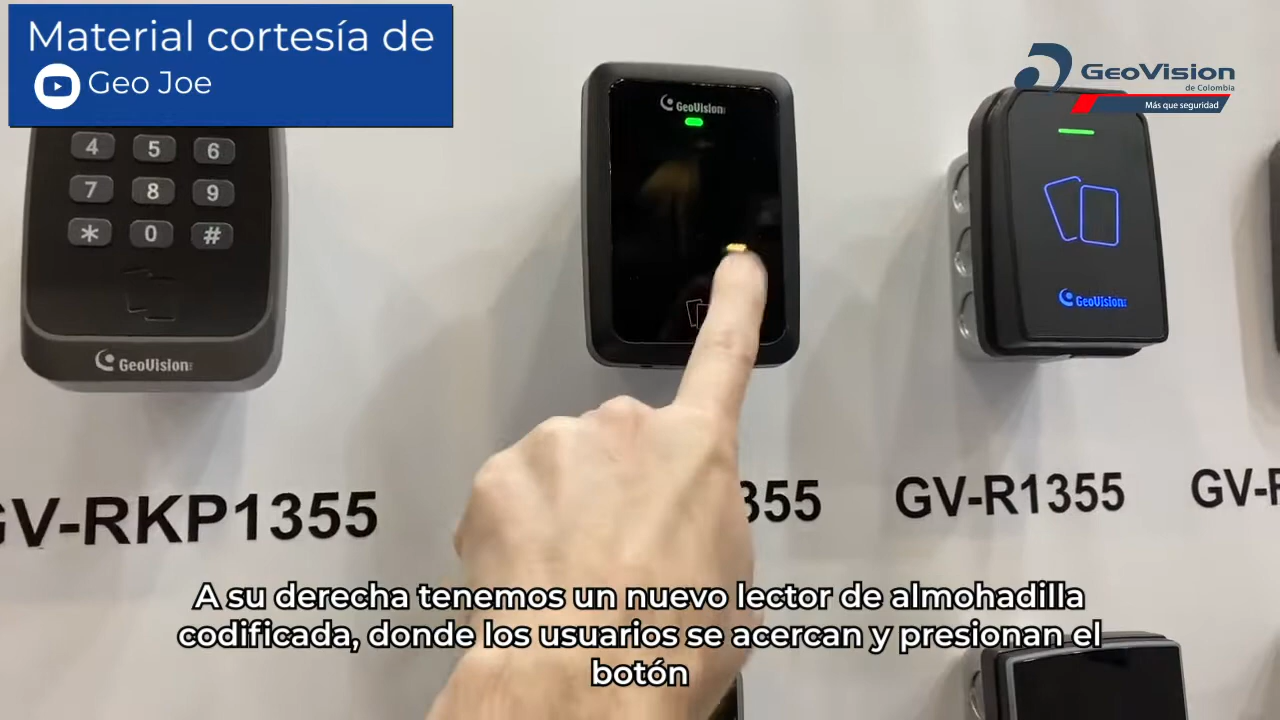 Material cortesía de
Geo Joe
GeoVision
de Colombia
Más que seguridad
4 5 6
7 8 9
* 0 #
GeoVision
GeoVision
GeoVision
GV-RKP1355
355
GV-R1355
GV-
A su derecha tenemos un nuevo lector de almohadilla
codificada, donde los usuarios se acercan y presionan el
botón